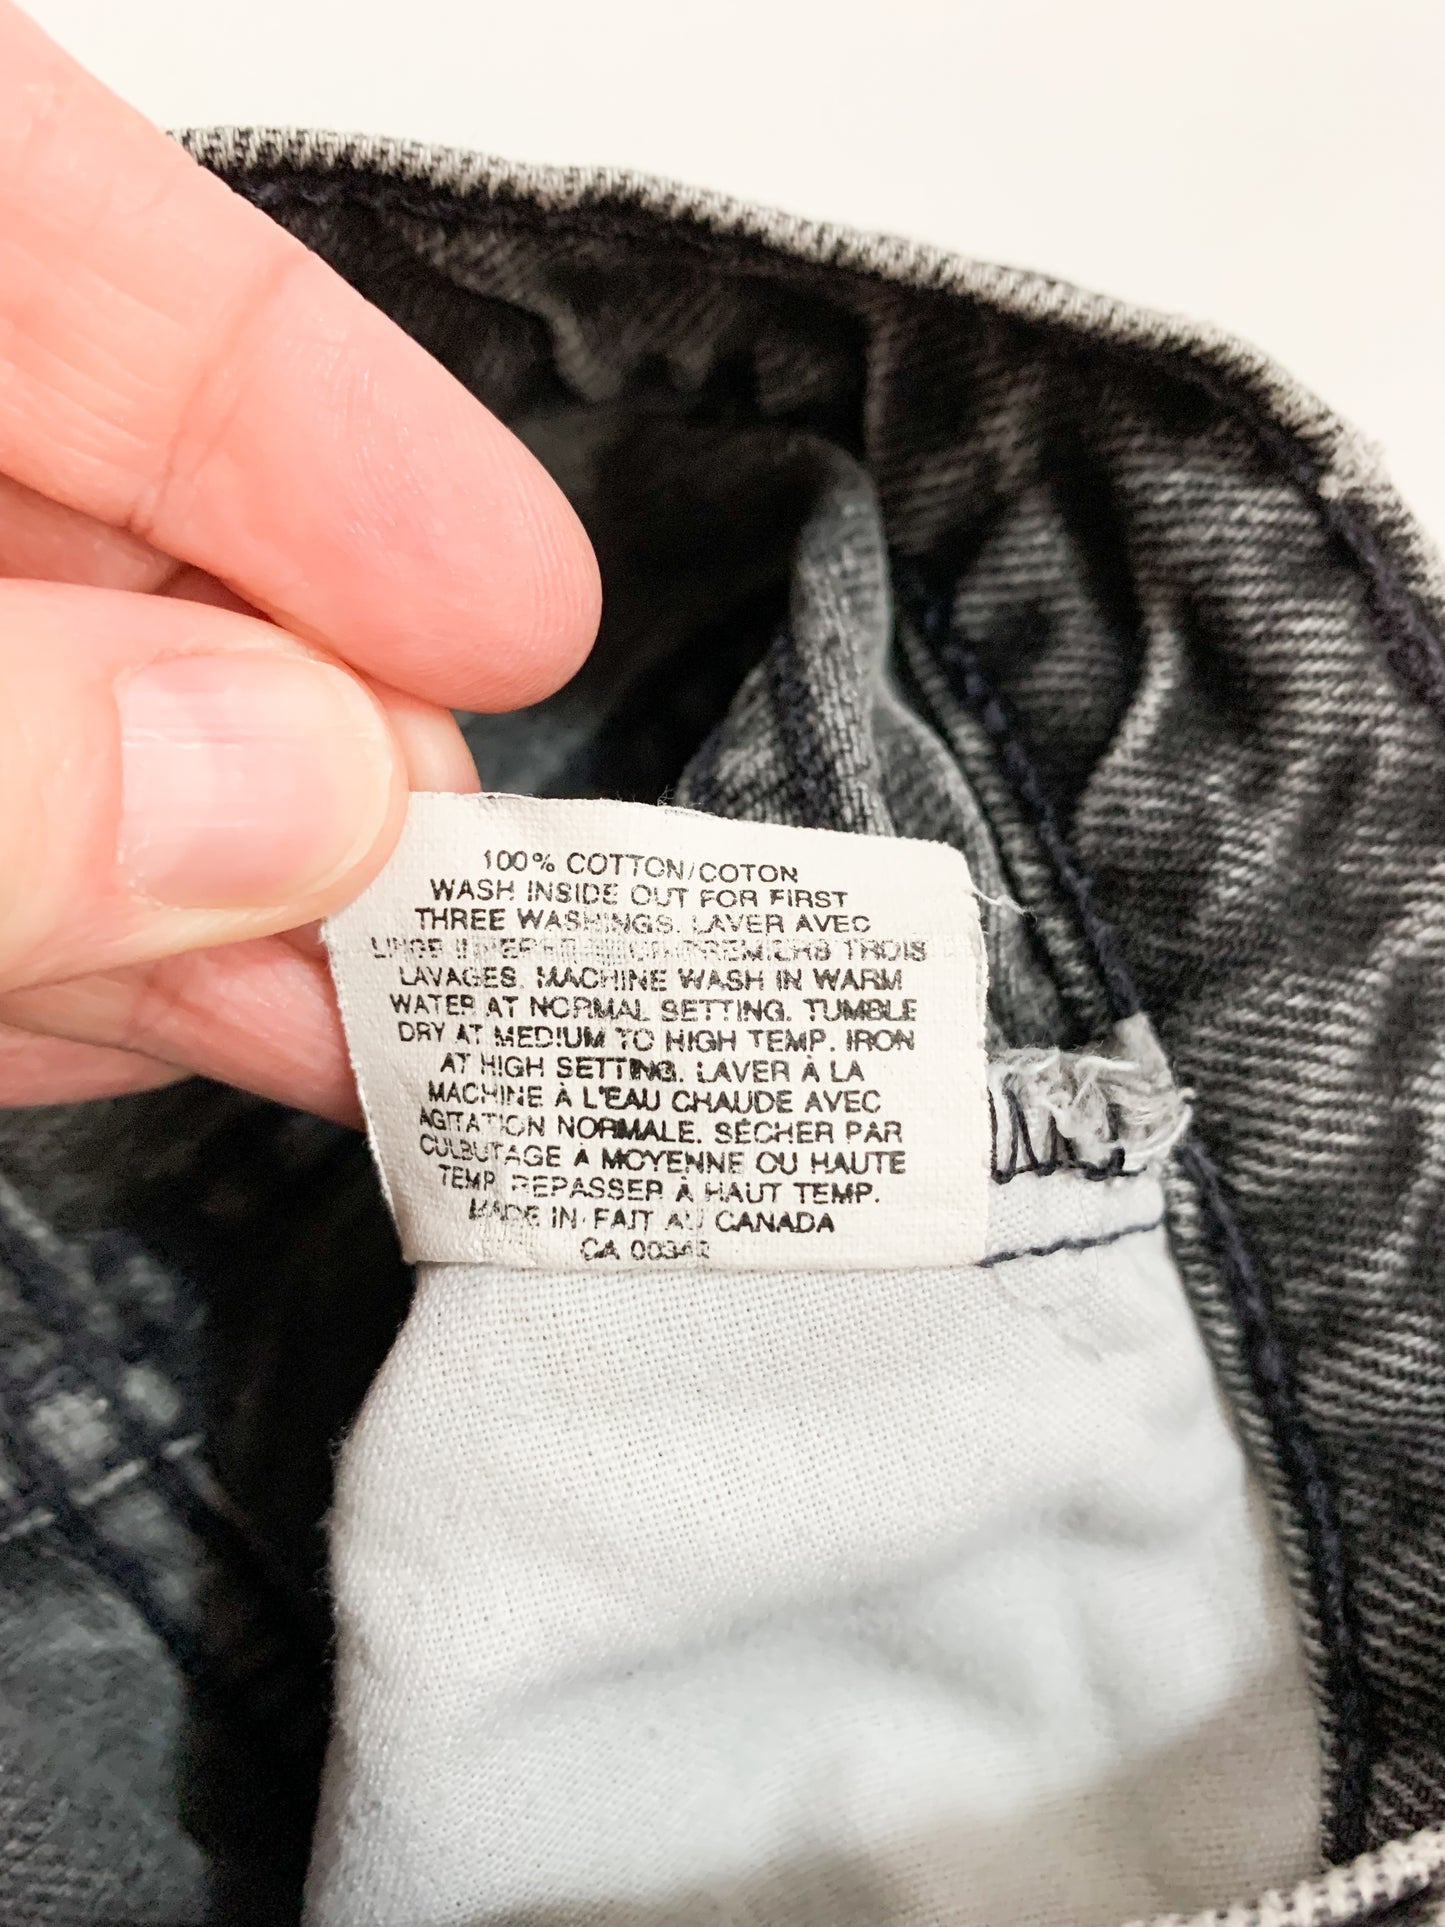 100% COTTON/COTON
WASH INSIDE OUT FOR FIRST
THREE WASHINGS. LAVER AVEC
PREMIERS TROIS
LAVAGES. MACHINE WASH IN WARM
WATER AT NORMAL SETTING. TUMBLE
DRY AT MEDIUM TO HIGH TEMP. IRON
AT HIGH SETTING. LAVER À LA
MACHINE À L'EAU CHAUDE AVEC
AGITATION NORMALE. SÉCHER PAR
CULBUTAGE À MOYENNE OU HAUTE
TEMP. REPASSER À HAUT TEMP.
MADE IN/FAIT AU CANADA
CA